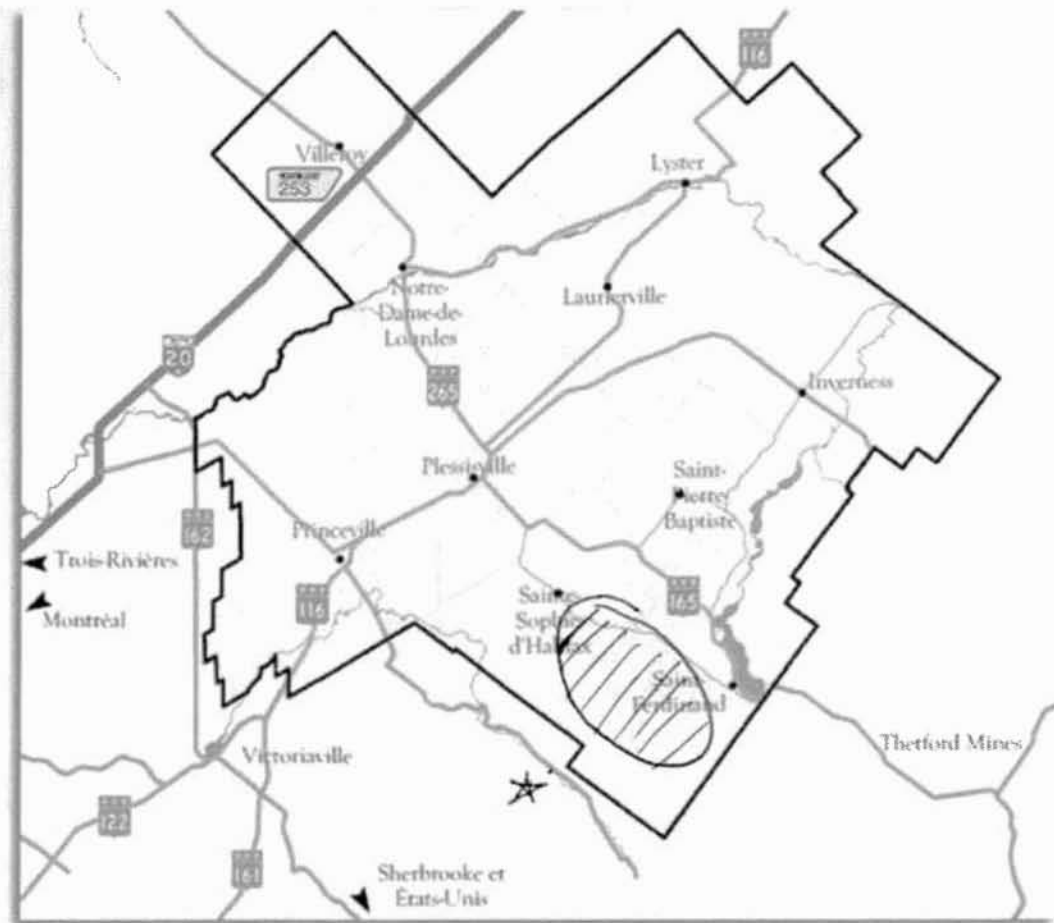 116
Villeroy
253
Lyster
Notre-
Dame-de-
Lourdes
Laurierville
20
265
Inverness
Plessisville
Saint-
Pierre-
Baptiste
162
Princeville
Trois-Rivières
Montréal
116
Sainte-
Sophie-
d'Halifax
165
Saint-
Ferdinand
Thetford Mines
Victoriaville
122
161
Sherbrooke et
États-Unis